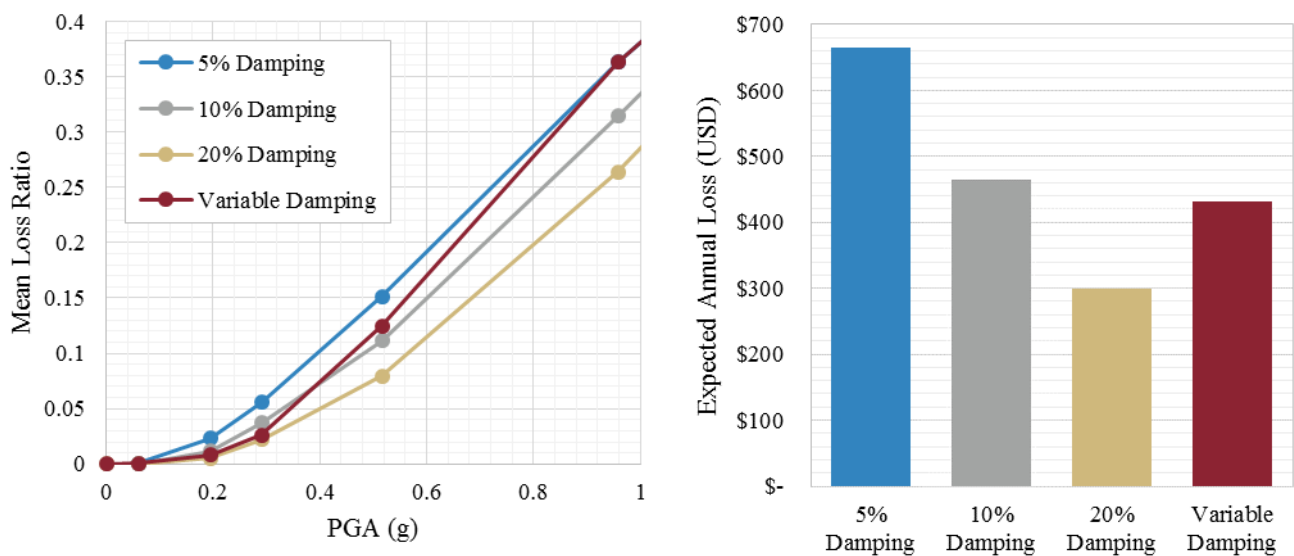 0.4
0.35
0.3
0.25
0.2
0.15
0.1
0.05
0
Mean Loss Ratio
5% Damping
10% Damping
20% Damping
Variable Damping
0 0.2 0.4 0.6 0.8 1
PGA (g)
$700
$600
$500
$400
$300
$200
$100
$-
Expected Annual Loss (USD)
5% 10% 20% Variable
Damping Damping Damping Damping